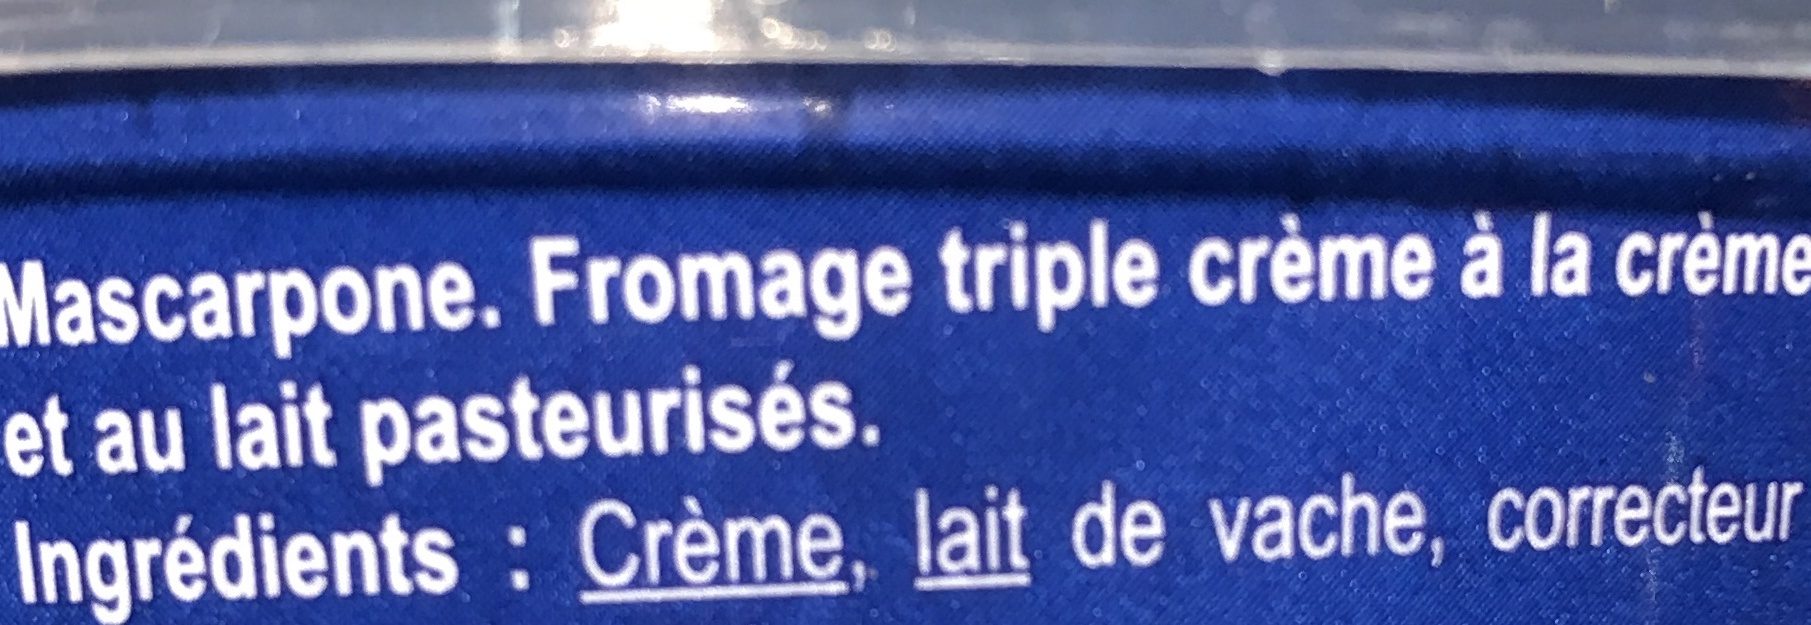 Mascarpone. Fromage triple crème à la crème
et au lait pasteurisés.
Ingrédients : Crème, lait de vache, correcteur